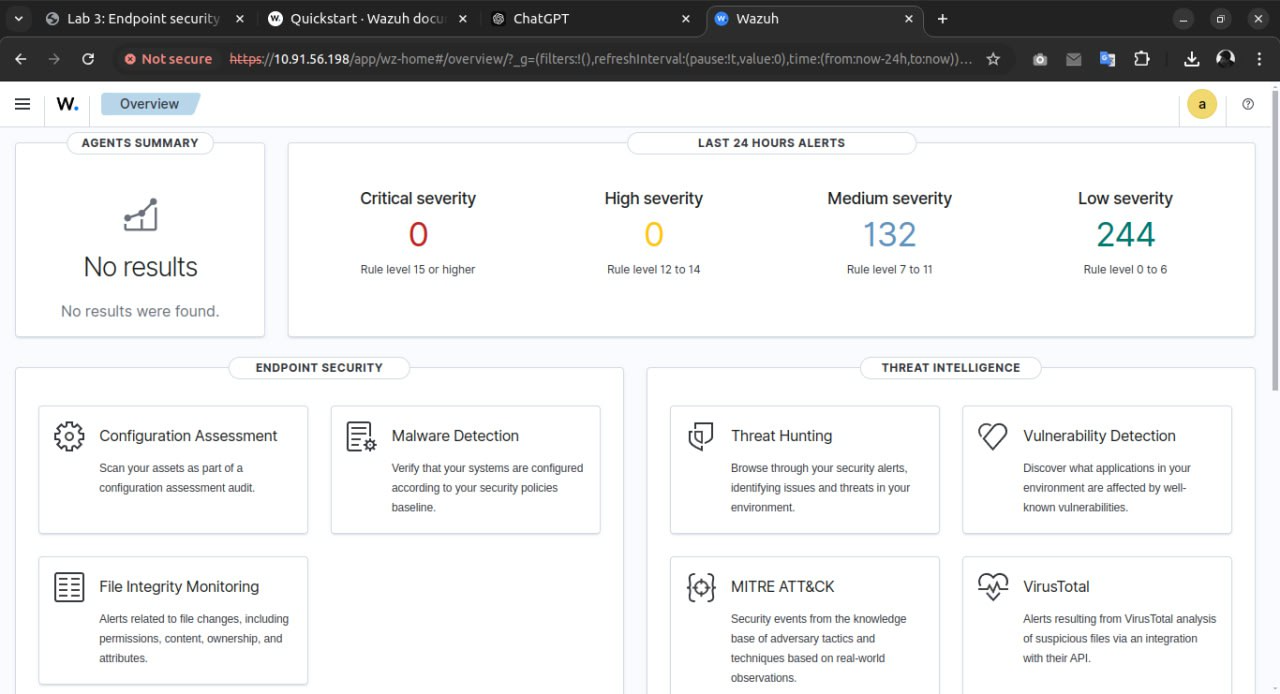 Lab 3: Endpoint security
Quickstart · Wazuh docu
ChatGPT
Wazuh
Not secure
https://10.91.56.198/app/wz-home#/overview/?_g=(filters:!(),refreshInterval:(pause:!t,value:0),time:(from:now-24h,to:now))...
W.
Overview
a
AGENTS SUMMARY
No results
No results were found.
LAST 24 HOURS ALERTS
Critical severity
0
Rule level 15 or higher
High severity
0
Rule level 12 to 14
Medium severity
132
Rule level 7 to 11
Low severity
244
Rule level 0 to 6
ENDPOINT SECURITY
Configuration Assessment
Scan your assets as part of a
configuration assessment audit.
Malware Detection
Verify that your systems are configured
according to your security policies
baseline.
File Integrity Monitoring
Alerts related to file changes, including
permissions, content, ownership, and
attributes.
THREAT INTELLIGENCE
Threat Hunting
Browse through your security alerts,
identifying issues and threats in your
environment.
Vulnerability Detection
Discover what applications in your
environment are affected by well-
known vulnerabilities.
MITRE ATT&CK
Security events from the knowledge
base of adversary tactics and
techniques based on real-world
observations.
VirusTotal
Alerts resulting from VirusTotal analysis
of suspicious files via an integration
with their API.